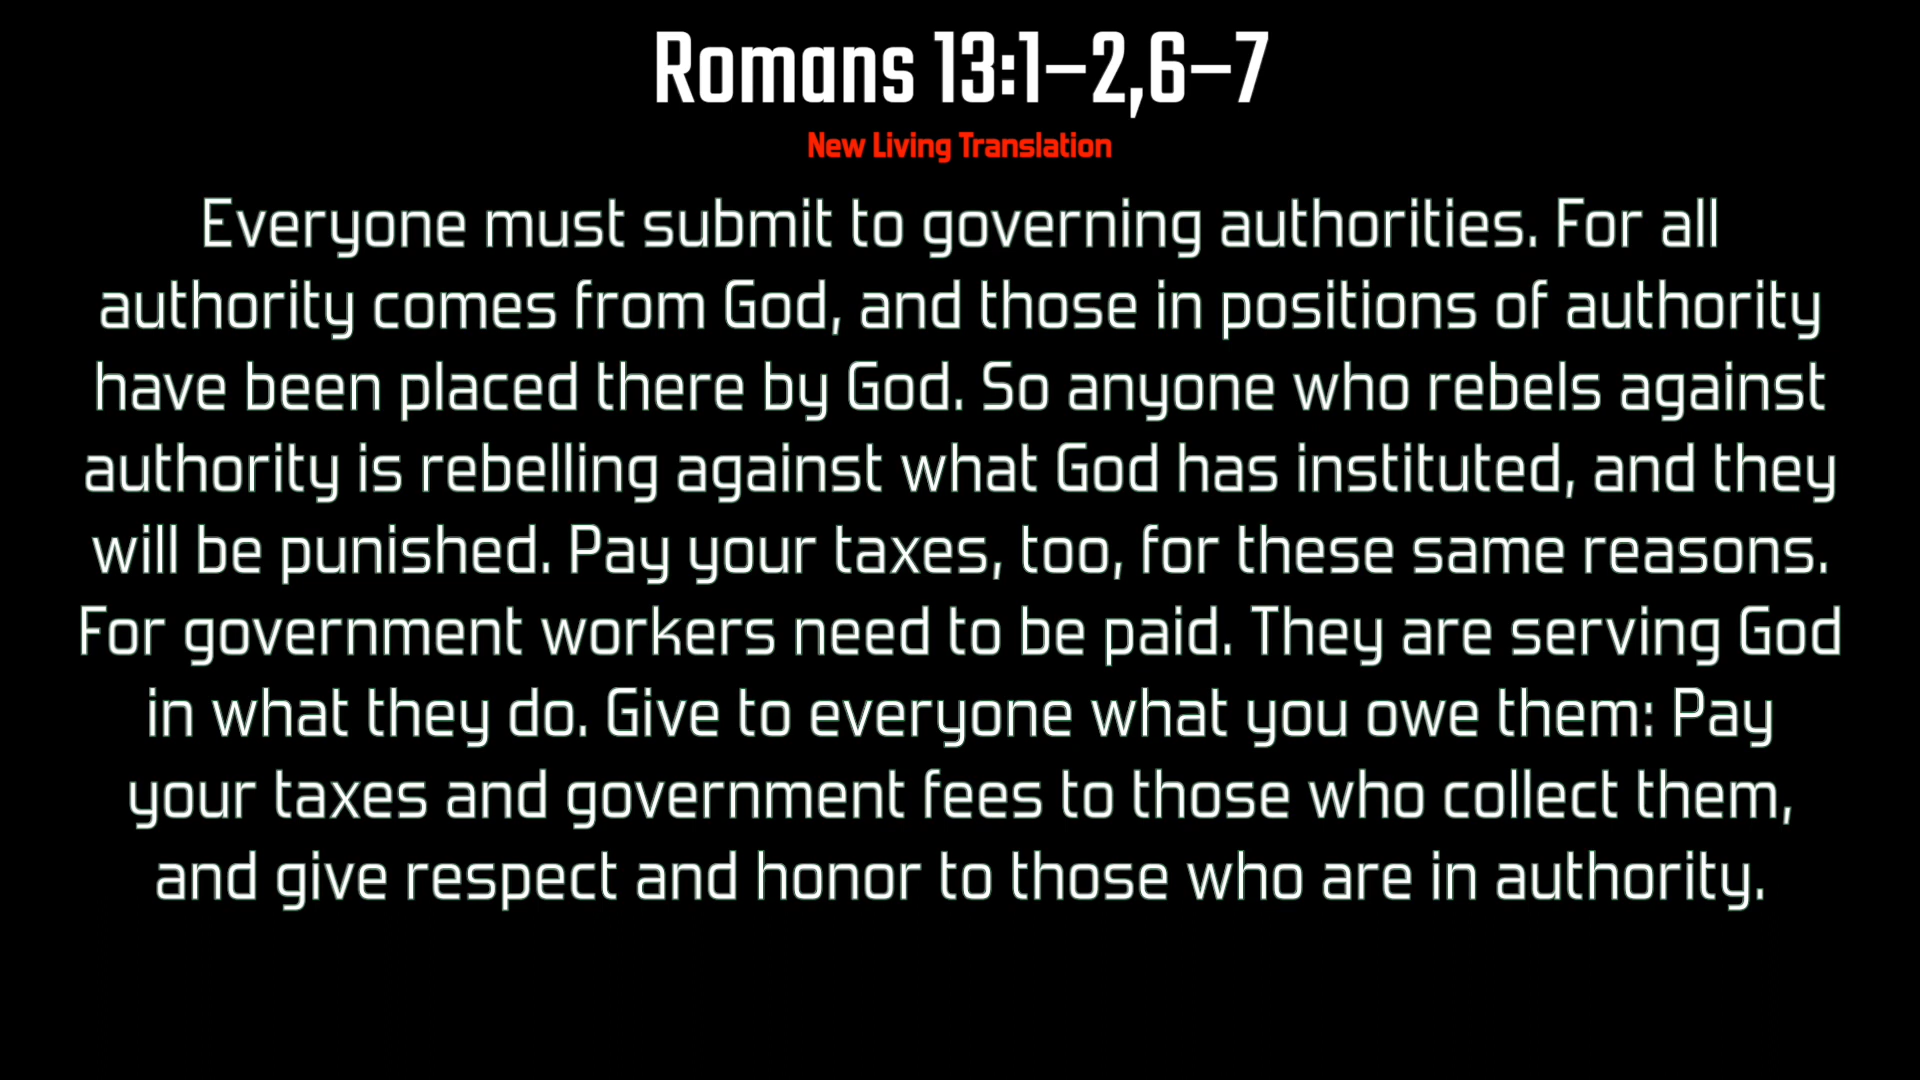 Romans 13:1–2,6–7
New Living Translation
Everyone must submit to governing authorities. For all
authority comes from God, and those in positions of authority
have been placed there by God. So anyone who rebels against
authority is rebelling against what God has instituted, and they
will be punished. Pay your taxes, too, for these same reasons.
For government workers need to be paid. They are serving God
in what they do. Give to everyone what you owe them: Pay
your taxes and government fees to those who collect them,
and give respect and honor to those who are in authority.